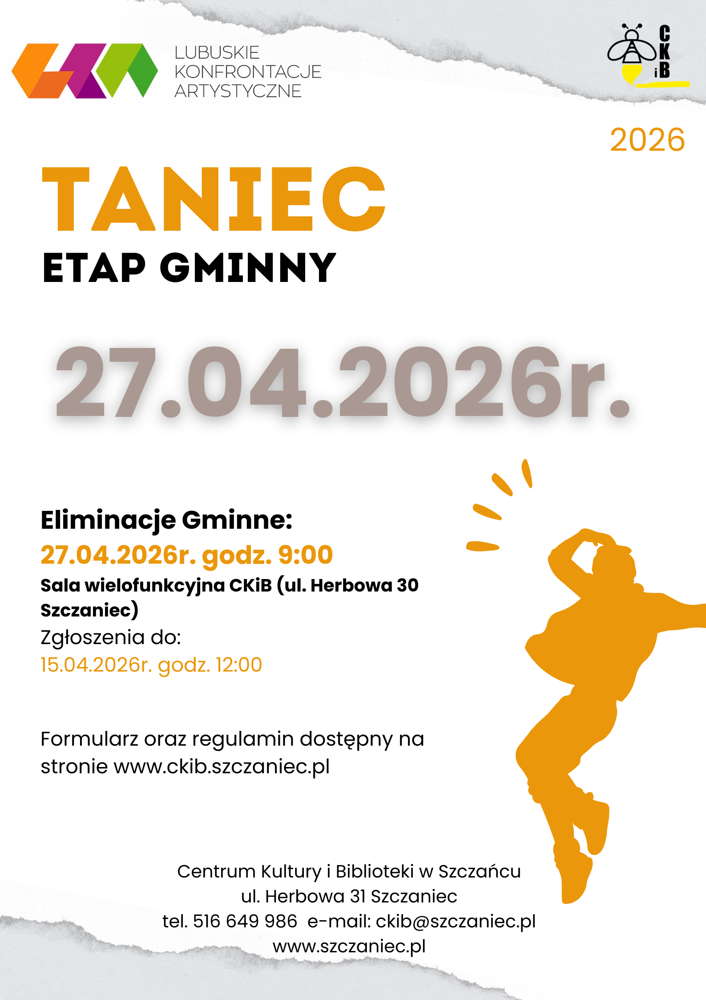 LUBUSKIE
KONFRONTACJE
ARTYSTYCZNE
C
K
iB
2026
TANIEC
ETAP GMINNY
27.04.2026r.
Eliminacje Gminne:
27.04.2026r. godz. 9:00
Sala wielofunkcyjna CKiB (ul. Herbowa 30
Szczaniec)
Zgłoszenia do:
15.04.2026r. godz. 12:00
Formularz oraz regulamin dostępny na
stronie www.ckib.szczaniec.pl
Centrum Kultury i Biblioteki w Szczańcu
ul. Herbowa 31 Szczaniec
tel. 516 649 986  e-mail: ckib@szczaniec.pl
www.szczaniec.pl